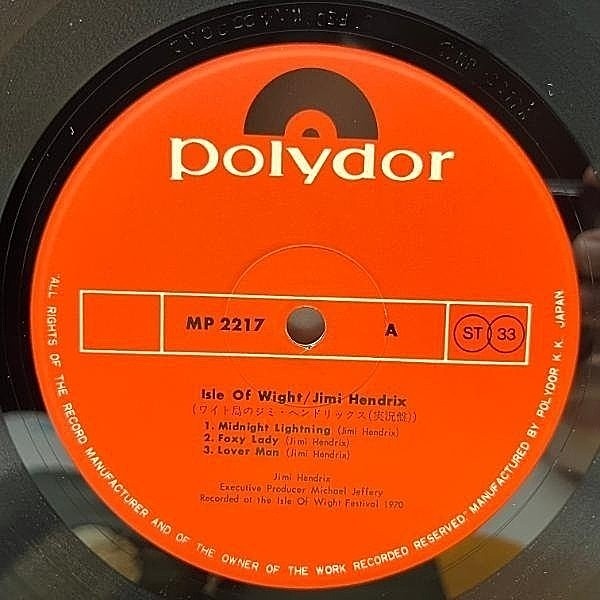 polydor
MP 2217 A ST 33
Isle Of Wight/Jimi Hendrix
(ワイト島のジミ・ヘンドリックス(実況盤))
1. Midnight Lightning (Jimi Hendrix)
2. Foxy Lady (Jimi Hendrix)
3. Lover Man (Jimi Hendrix)
Jimi Hendrix
Executive Producer Michael Jeffery
Recorded at the Isle Of Wight Festival 1970
"ALL RIGHTS OF THE RECORD MANUFACTURER AND OF THE OWNER OF THE WORK RECORDED RESERVED" MANUFACTURED BY POLYDOR K.K. JAPAN